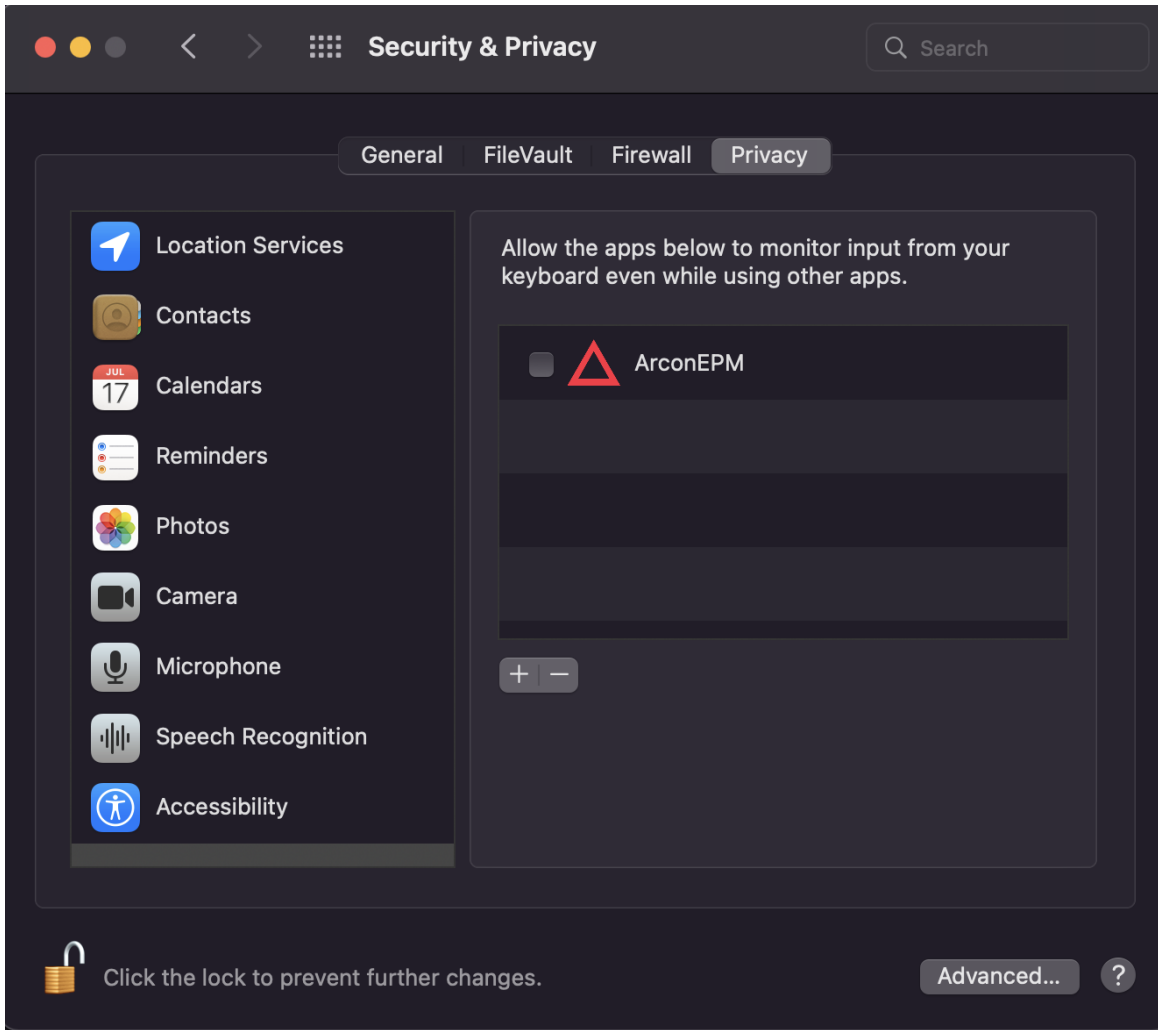 Security & Privacy
Search
General
FileVault
Firewall
Privacy
Location Services
Contacts
JUL
17
Calendars
Reminders
Photos
Camera
Microphone
Speech Recognition
Accessibility
Allow the apps below to monitor input from your
keyboard even while using other apps.
ArconEPM
Click the lock to prevent further changes.
Advanced...
?